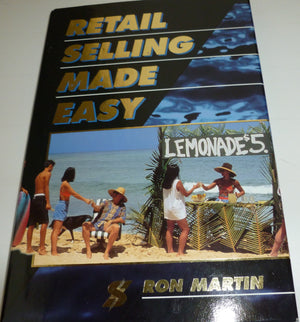 RETAIL
SELLING
MADE
EASY
LEMONADE $5.
RON MARTIN